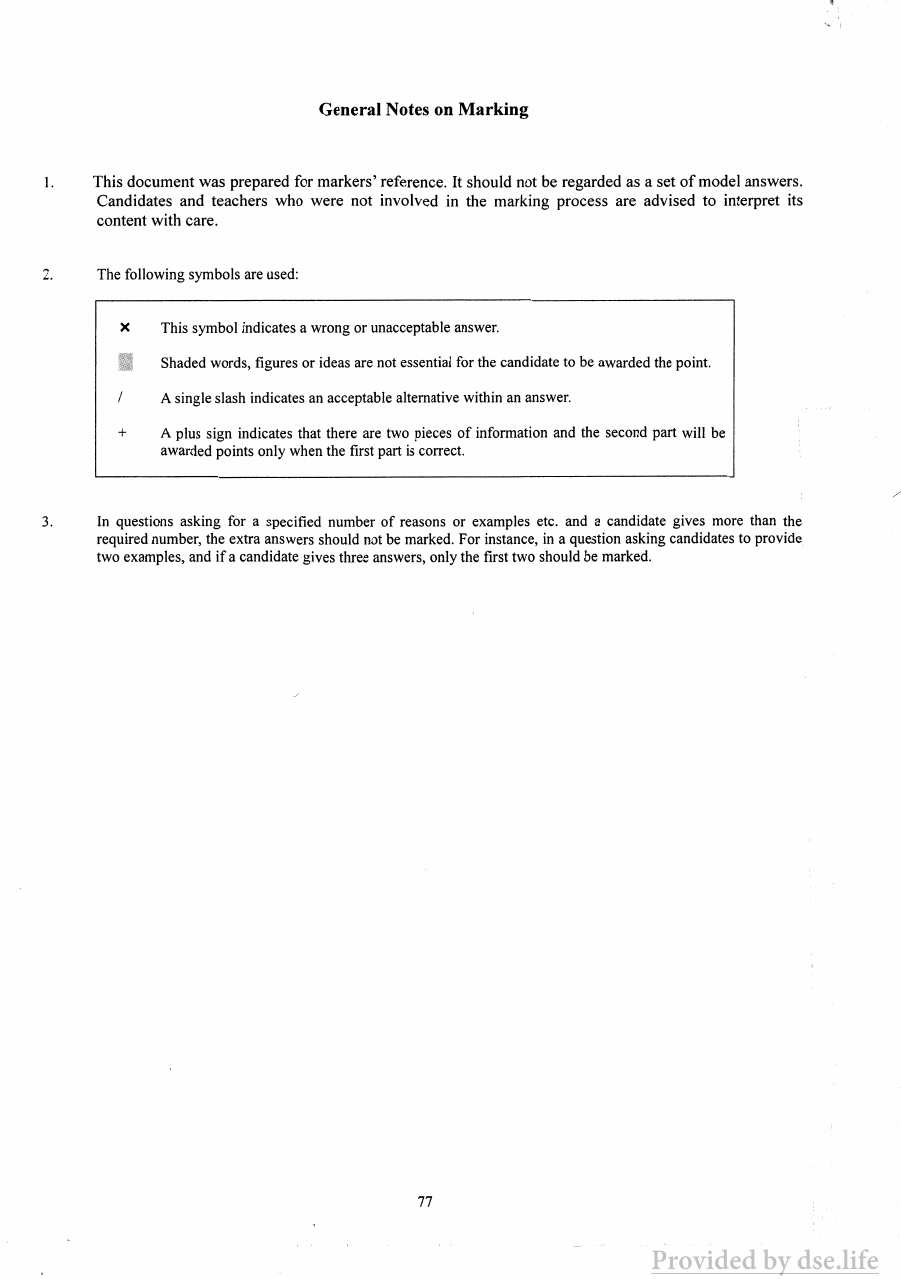 General Notes on Marking
1. This document was prepared for markers' reference. It should not be regarded as a set of model answers.
Candidates and teachers who were not involved in the marking process are advised to interpret its
content with care.
2. The following symbols are used:
× This symbol indicates a wrong or unacceptable answer.
Shaded words, figures or ideas are not essential for the candidate to be awarded the point.
/ A single slash indicates an acceptable alternative within an answer.
+ A plus sign indicates that there are two pieces of information and the second part will be
awarded points only when the first part is correct.
3. In questions asking for a specified number of reasons or examples etc. and a candidate gives more than the
required number, the extra answers should not be marked. For instance, in a question asking candidates to provide
two examples, and if a candidate gives three answers, only the first two should be marked.
77
Provided by dse.life